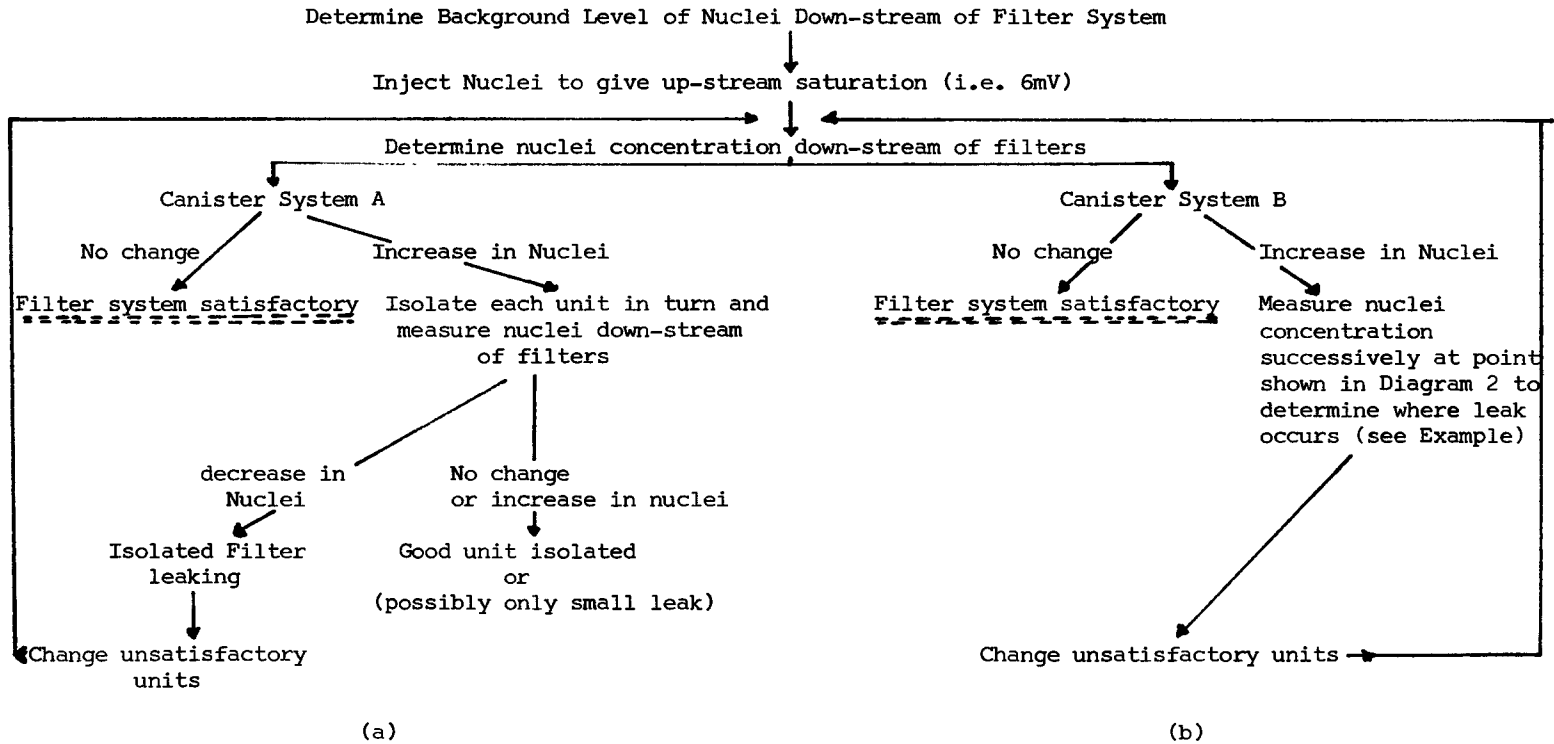 Determine Background Level of Nuclei Down-stream of Filter System
Inject Nuclei to give up-stream saturation (i.e. 6mV)
Determine nuclei concentration down-stream of filters
Canister System A
No change
Increase in Nuclei
Filter system satisfactory
Isolate each unit in turn and
measure nuclei down-stream
of filters
decrease in
Nuclei
No change
or increase in nuclei
Isolated Filter
leaking
Good unit isolated
or
(possibly only small leak)
Change unsatisfactory
units
(a)
Canister System B
No change
Increase in Nuclei
Filter system satisfactory
Measure nuclei
concentration
successively at point
shown in Diagram 2 to
determine where leak
occurs (see Example)
Change unsatisfactory units
(b)